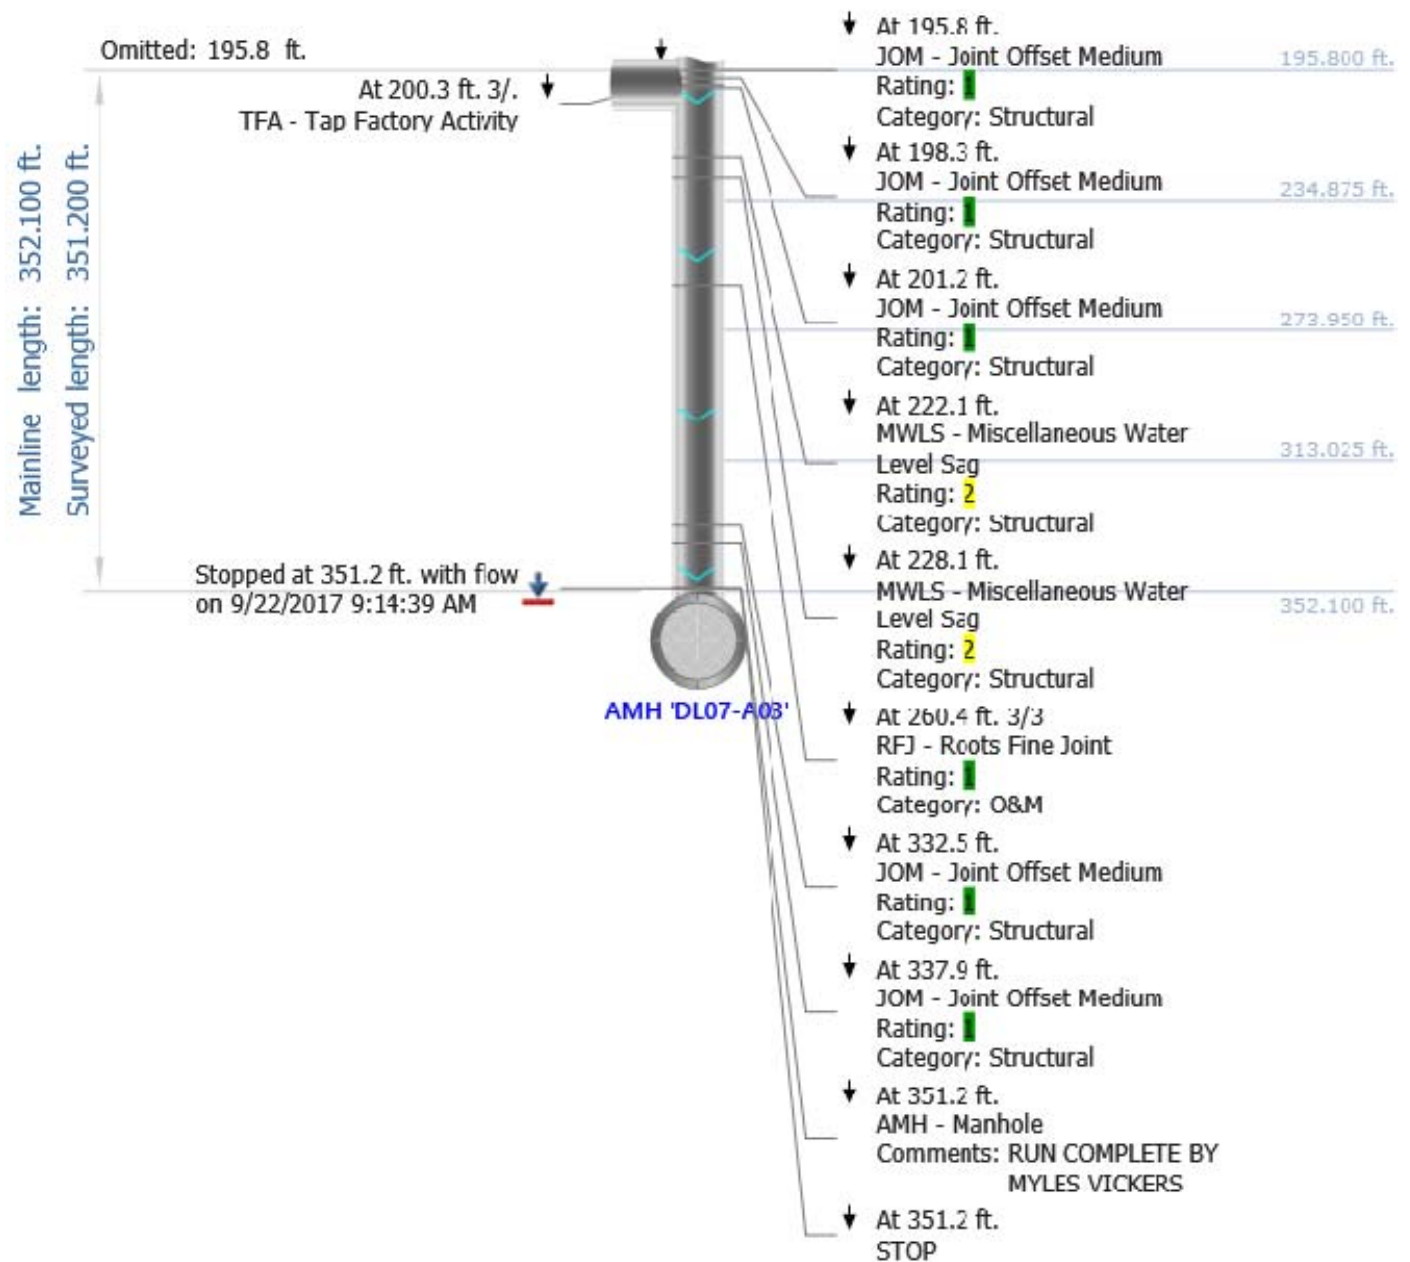 Omitted: 195.8 ft.
At 200.3 ft. 3/.
TFA - Tap Factory Activity
Mainline length: 352.100 ft.
Surveyed length: 351.200 ft.
Stopped at 351.2 ft. with flow
on 9/22/2017 9:14:39 AM
AMH 'DL07-A03'
At 195.8 ft.
JOM - Joint Offset Medium
Rating: 1
Category: Structural
At 198.3 ft.
JOM - Joint Offset Medium
Rating: 1
Category: Structural
At 201.2 ft.
JOM - Joint Offset Medium
Rating: 1
Category: Structural
At 222.1 ft.
MWLS - Miscellaneous Water
Level Sag
Rating: 2
Category: Structural
At 228.1 ft.
MWLS - Miscellaneous Water
Level Sag
Rating: 2
Category: Structural
At 260.4 ft. 3/3
RFJ - Roots Fine Joint
Rating: 1
Category: O&M
At 332.5 ft.
JOM - Joint Offset Medium
Rating: 1
Category: Structural
At 337.9 ft.
JOM - Joint Offset Medium
Rating: 1
Category: Structural
At 351.2 ft.
AMH - Manhole
Comments: RUN COMPLETE BY
MYLES VICKERS
At 351.2 ft.
STOP
195.800 ft.
234.875 ft.
273.950 ft.
313.025 ft.
352.100 ft.